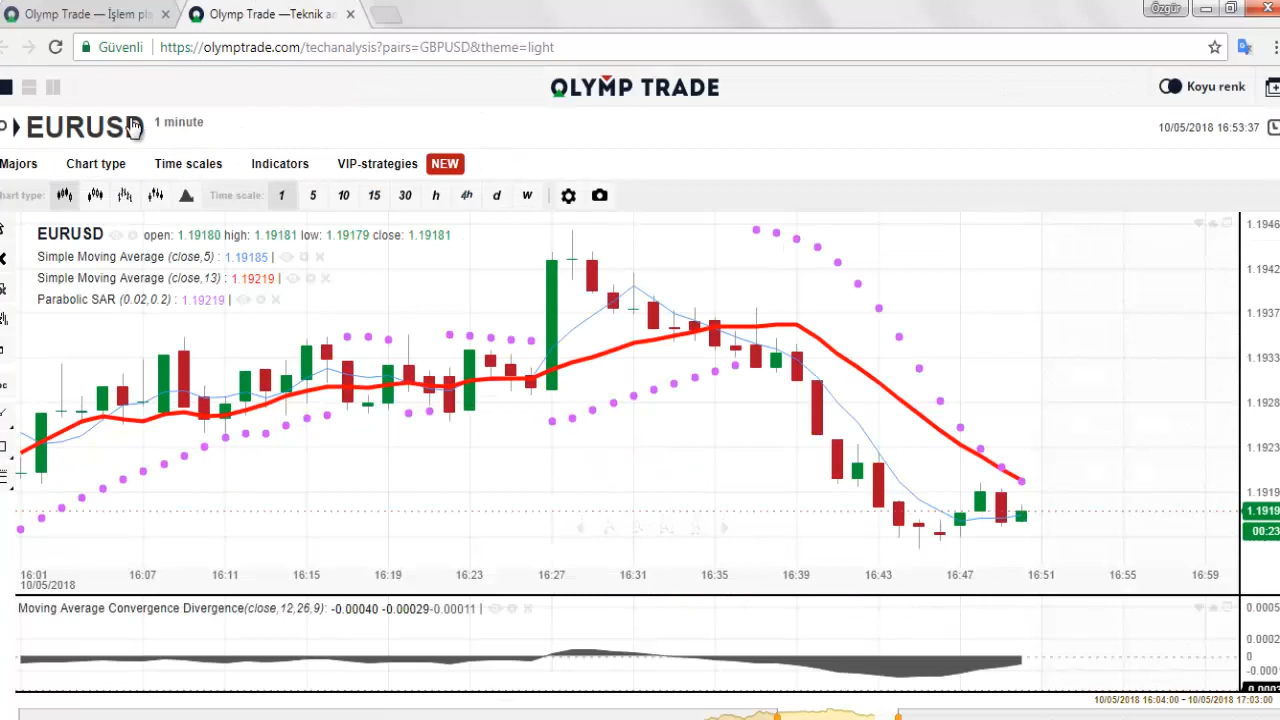 Olymp Trade — İşlem pla
Olymp Trade —Teknik an
Özgür
Güvenli
https://olymptrade.com/techanalysis?pairs=GBPUSD&theme=light
OLYMP TRADE
Koyu renk
EURUSD
1 minute
10/05/2018 16:53:37
Majors Chart type Time scales Indicators VIP-strategies NEW
hart type: Time scale: 1 5 10 15 30 h 4h d w
EURUSD open: 1.19180 high: 1.19181 low: 1.19179 close: 1.19181
Simple Moving Average (close,5) : 1.19185 |
Simple Moving Average (close,13) : 1.19219 |
Parabolic SAR (0.02,0.2) : 1.19219 |
1.1946
1.1942
1.1937
1.1933
1.1928
1.1923
1.1919
1.1919
00:23
16:01 16:07 16:11 16:15 16:19 16:23 16:27 16:31 16:35 16:39 16:43 16:47 16:51 16:55 16:59
10/05/2018
Moving Average Convergence Divergence(close,12,26,9): -0.00040 -0.00029-0.00011 |
0.0005
0.0002
0
-0.000
10/05/2018 16:04:00 - 10/05/2018 17:03:00